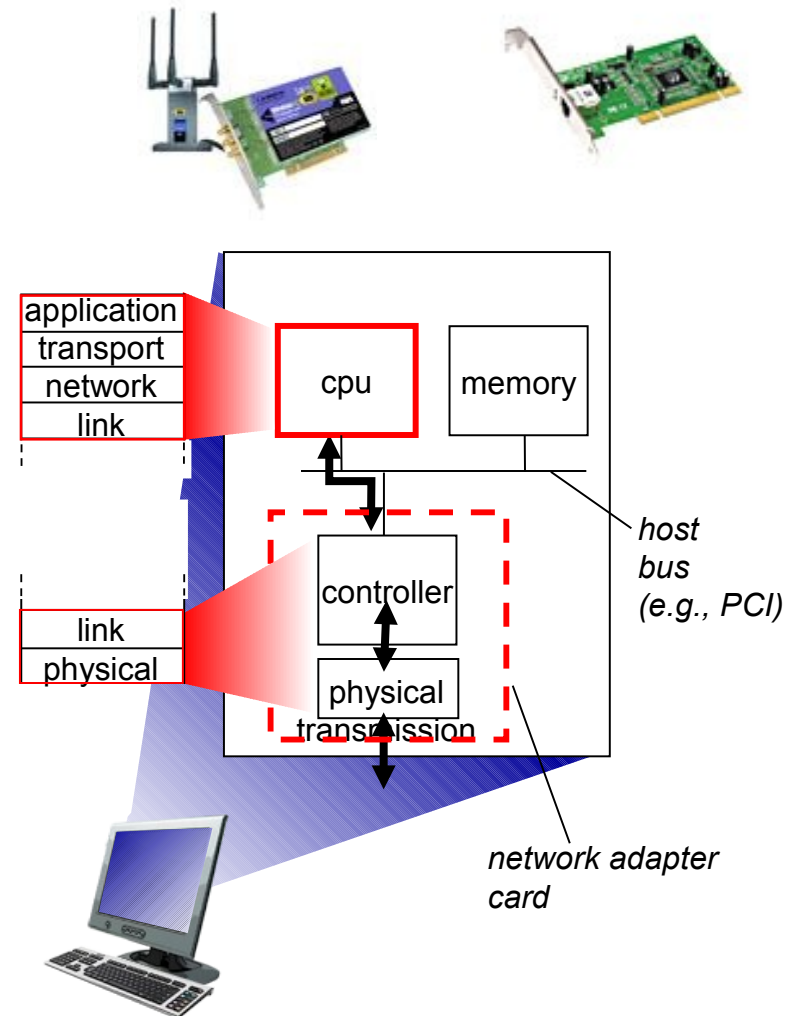 application
transport
network
link
cpu
memory
host
bus
(e.g., PCI)
controller
link
physical
physical
transmission
network adapter
card